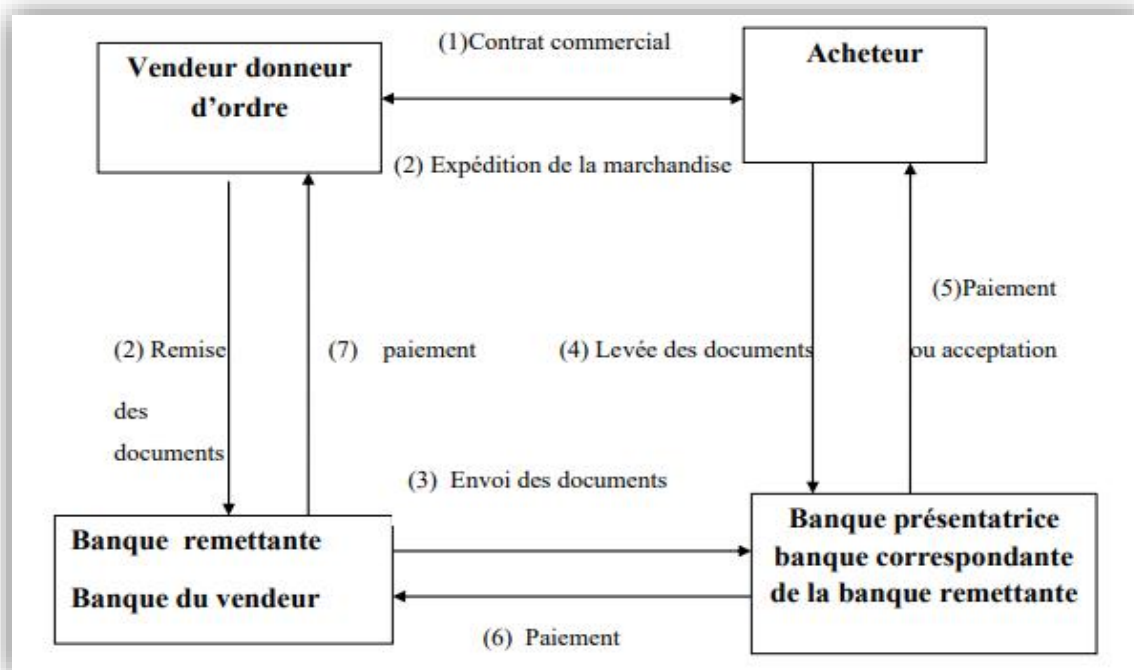 (1)Contrat commercial
Vendeur donneur
d’ordre
Acheteur
(2) Expédition de la marchandise
(5)Paiement
(2) Remise
(7) paiement
(4) Levée des documents
ou acceptation
des
documents
(3) Envoi des documents
Banque remettante
Banque du vendeur
Banque présentatrice
banque correspondante
de la banque remettante
(6) Paiement